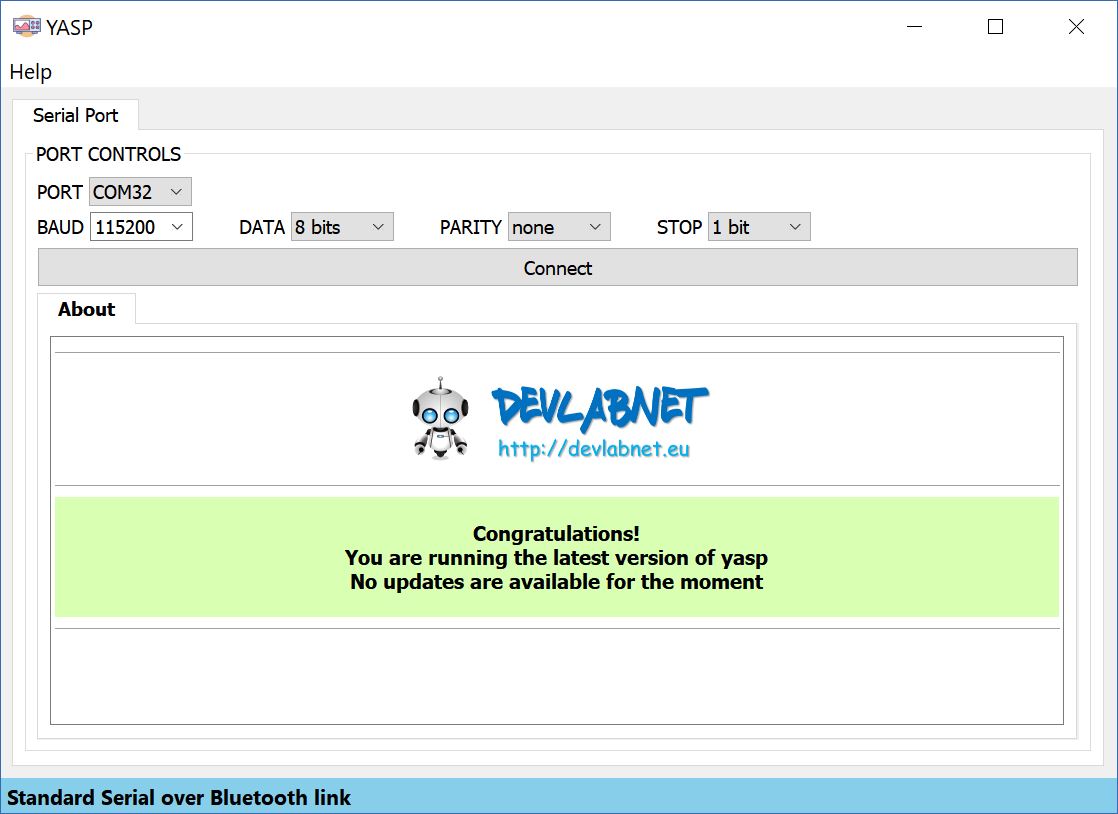 YASP
Help
Serial Port
PORT CONTROLS
PORT COM32
BAUD 115200 DATA 8 bits PARITY none STOP 1 bit
Connect
About
DEVLABNET
http://devlabnet.eu
Congratulations!
You are running the latest version of yasp
No updates are available for the moment
Standard Serial over Bluetooth link